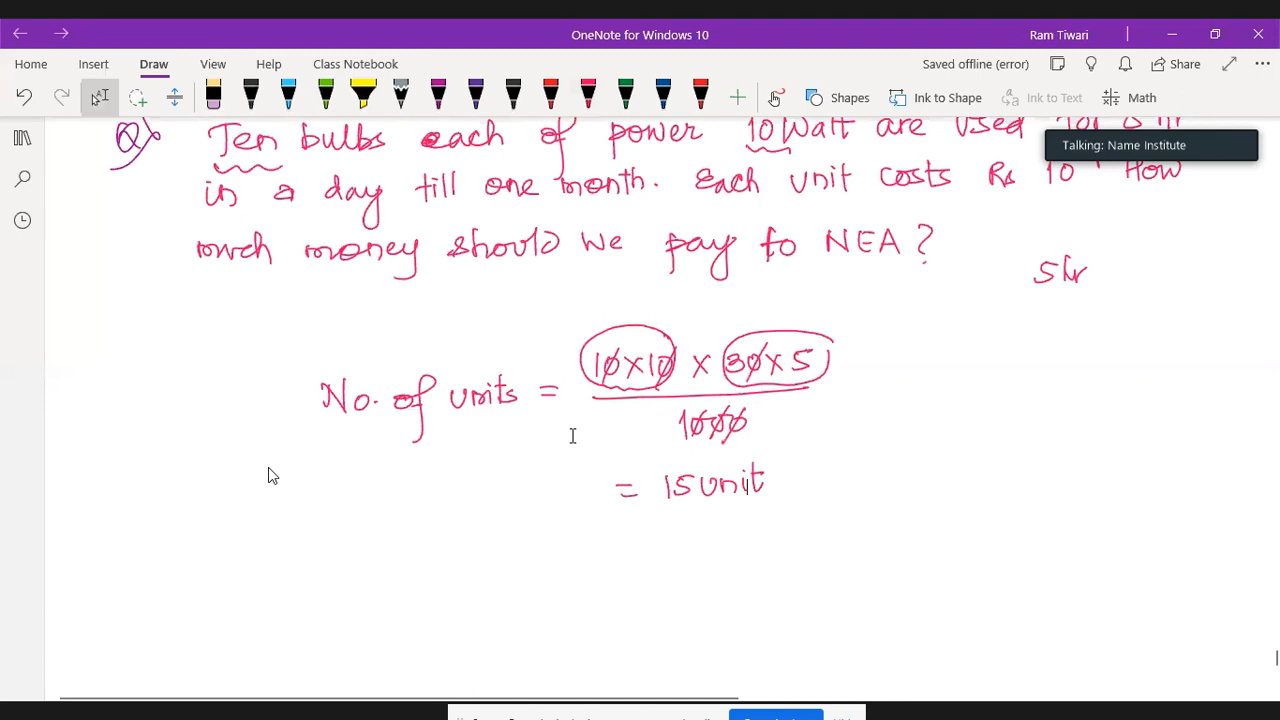 OneNote for Windows 10
Ram Tiwari
Home Insert Draw View Help Class Notebook
Saved offline (error)
Share
Shapes Ink to Shape Ink to Text Math
Talking: Name Institute
Q Ten bulbs each of power 10 Watt are used
in a day till one month. Each unit costs Rs 10 How
much money should we pay to NEA?
5 hr
No. of units = 10×10 × 30×5
1000
= 15 unit